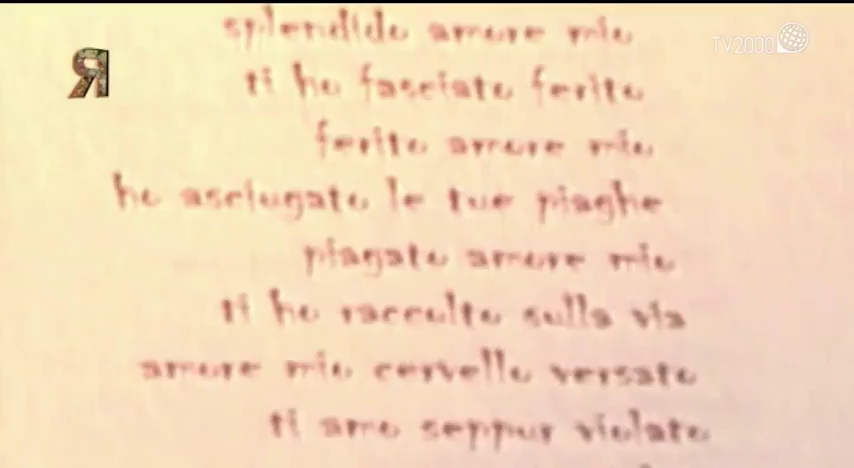 TV2000
splendido amore mio
ti ho fasciato ferito
ferito amore mio
ho asciugato le tue piaghe
piagato amore mio
ti ho raccolto sulla via
amore mio cervello versato
ti amo seppur violato